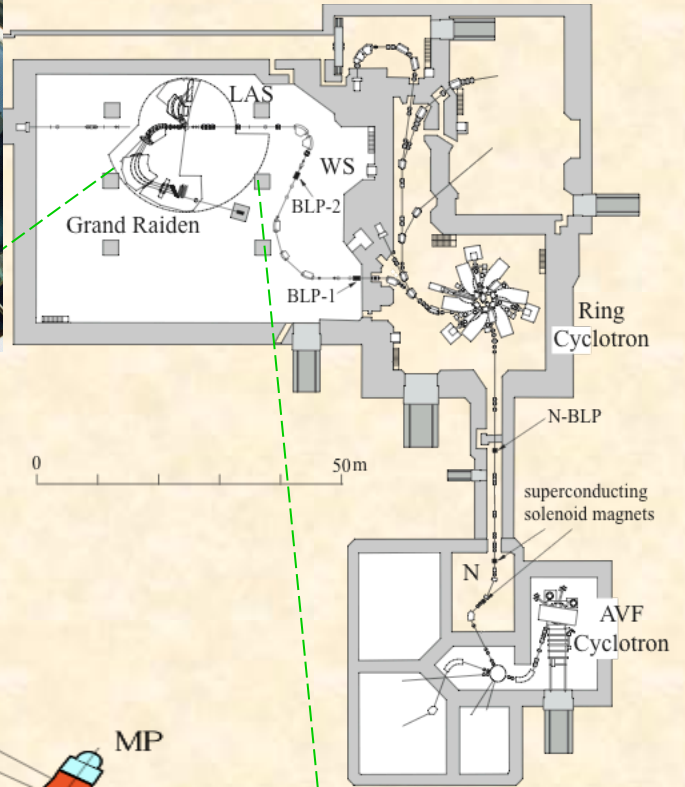 LAS
WS
BLP-2
Grand Raiden
BLP-1
Ring
Cyclotron
N-BLP
0
50m
superconducting
solenoid magnets
N
AVF
Cyclotron
MP